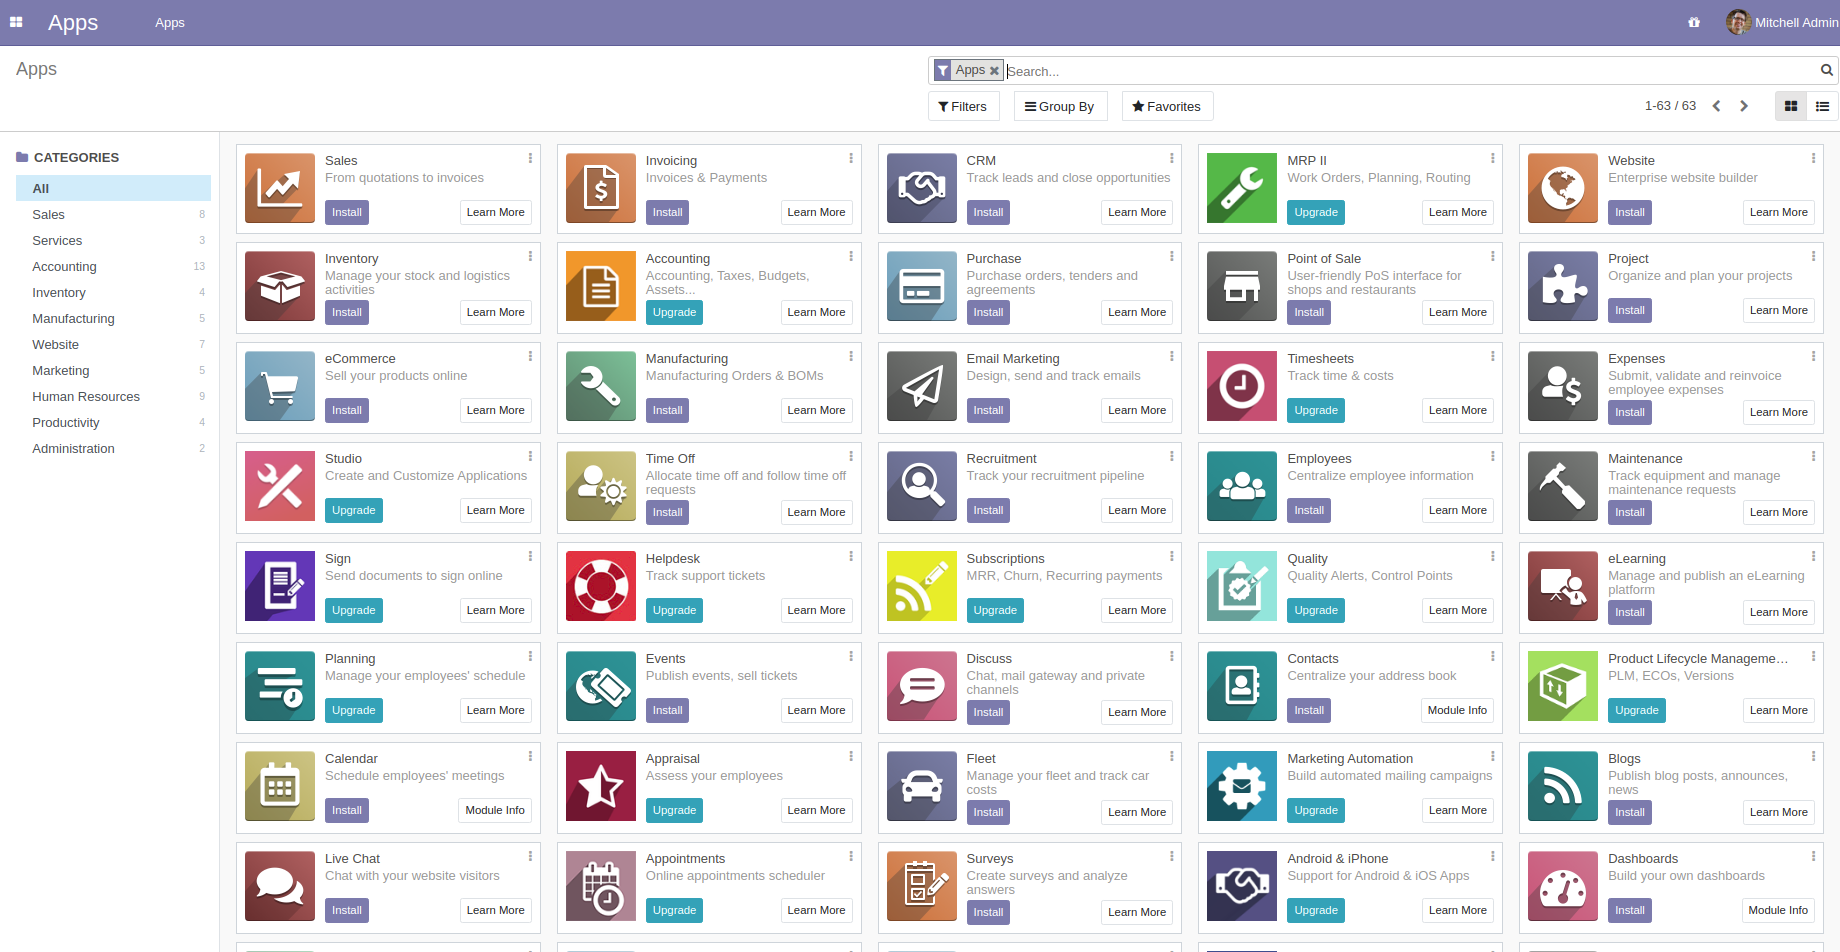 Apps
Apps
Mitchell Admin
Apps
Apps
Search...
Filters
Group By
Favorites
1-63 / 63
CATEGORIES
All
Sales 8
Services 3
Accounting 13
Inventory 4
Manufacturing 5
Website 7
Marketing 5
Human Resources 9
Productivity 4
Administration 2
Sales
From quotations to invoices
Install Learn More
Invoicing
Invoices & Payments
Install Learn More
CRM
Track leads and close opportunities
Install Learn More
MRP II
Work Orders, Planning, Routing
Upgrade Learn More
Website
Enterprise website builder
Install Learn More
Inventory
Manage your stock and logistics
activities
Install Learn More
Accounting
Accounting, Taxes, Budgets,
Assets...
Upgrade Learn More
Purchase
Purchase orders, tenders and
agreements
Install Learn More
Point of Sale
User-friendly PoS interface for
shops and restaurants
Install Learn More
Project
Organize and plan your projects
Install Learn More
eCommerce
Sell your products online
Install Learn More
Manufacturing
Manufacturing Orders & BOMs
Install Learn More
Email Marketing
Design, send and track emails
Install Learn More
Timesheets
Track time & costs
Upgrade Learn More
Expenses
Submit, validate and reinvoice
employee expenses
Install Learn More
Studio
Create and Customize Applications
Upgrade Learn More
Time Off
Allocate time off and follow time off
requests
Install Learn More
Recruitment
Track your recruitment pipeline
Install Learn More
Employees
Centralize employee information
Install Learn More
Maintenance
Track equipment and manage
maintenance requests
Install Learn More
Sign
Send documents to sign online
Upgrade Learn More
Helpdesk
Track support tickets
Upgrade Learn More
Subscriptions
MRR, Churn, Recurring payments
Upgrade Learn More
Quality
Quality Alerts, Control Points
Upgrade Learn More
eLearning
Manage and publish an eLearning
platform
Install Learn More
Planning
Manage your employees' schedule
Upgrade Learn More
Events
Publish events, sell tickets
Install Learn More
Discuss
Chat, mail gateway and private
channels
Install Learn More
Contacts
Centralize your address book
Install Module Info
Product Lifecycle Manageme...
PLM, ECOs, Versions
Upgrade Learn More
Calendar
Schedule employees' meetings
Install Module Info
Appraisal
Assess your employees
Upgrade Learn More
Fleet
Manage your fleet and track car
costs
Install Learn More
Marketing Automation
Build automated mailing campaigns
Upgrade Learn More
Blogs
Publish blog posts, announces,
news
Install Learn More
Live Chat
Chat with your website visitors
Install Learn More
Appointments
Online appointments scheduler
Upgrade Learn More
Surveys
Create surveys and analyze
answers
Install Learn More
Android & iPhone
Support for Android & iOS Apps
Upgrade Learn More
Dashboards
Build your own dashboards
Install Module Info